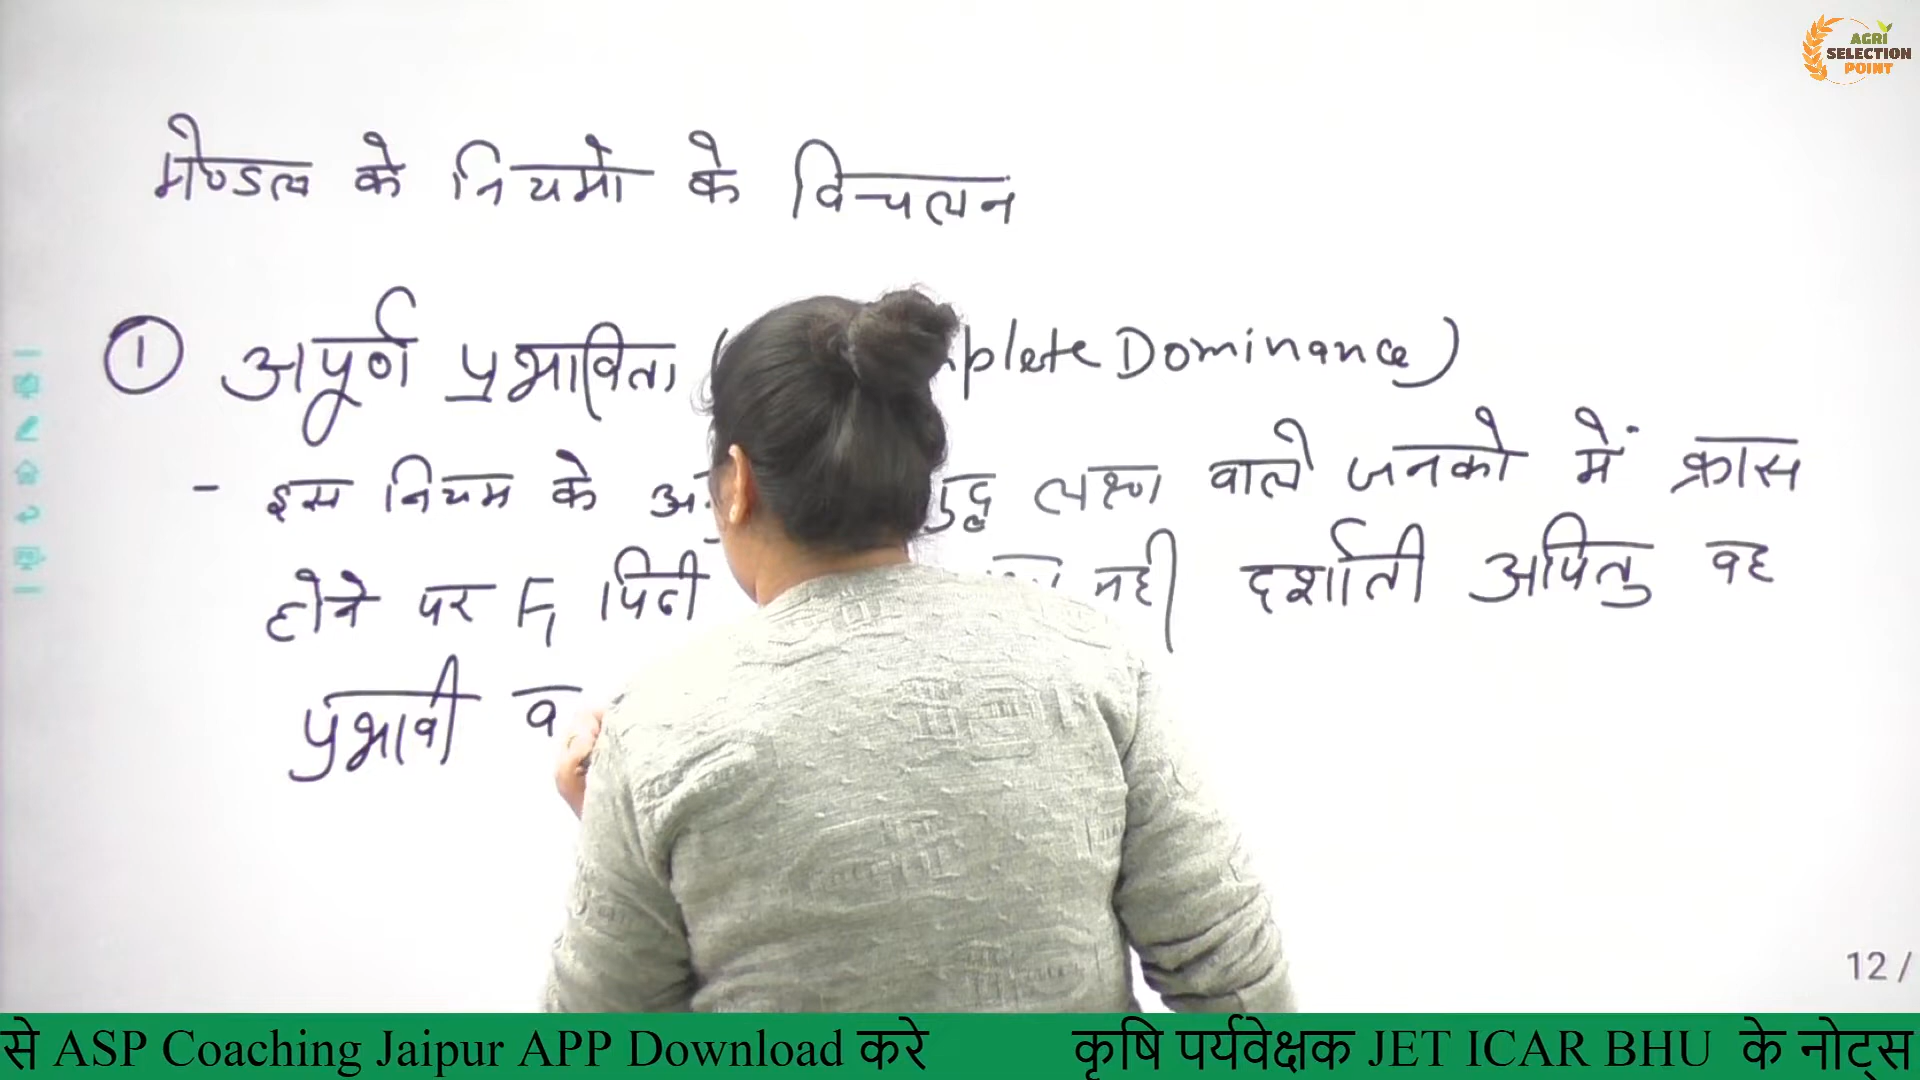 AGRI
SELECTION
POINT
मेण्डल के नियमो के विचलन
① अपूर्ण प्रभाविता ( Dominance)
- इस नियम के लक्षण वाले जनको में क्रास
होने पर F1 पिढी नही दर्शाती अपितु वह
प्रभावी व
12 /
से ASP Coaching Jaipur APP Download करे कृषि पर्यवेक्षक JET ICAR BHU के नोट्स